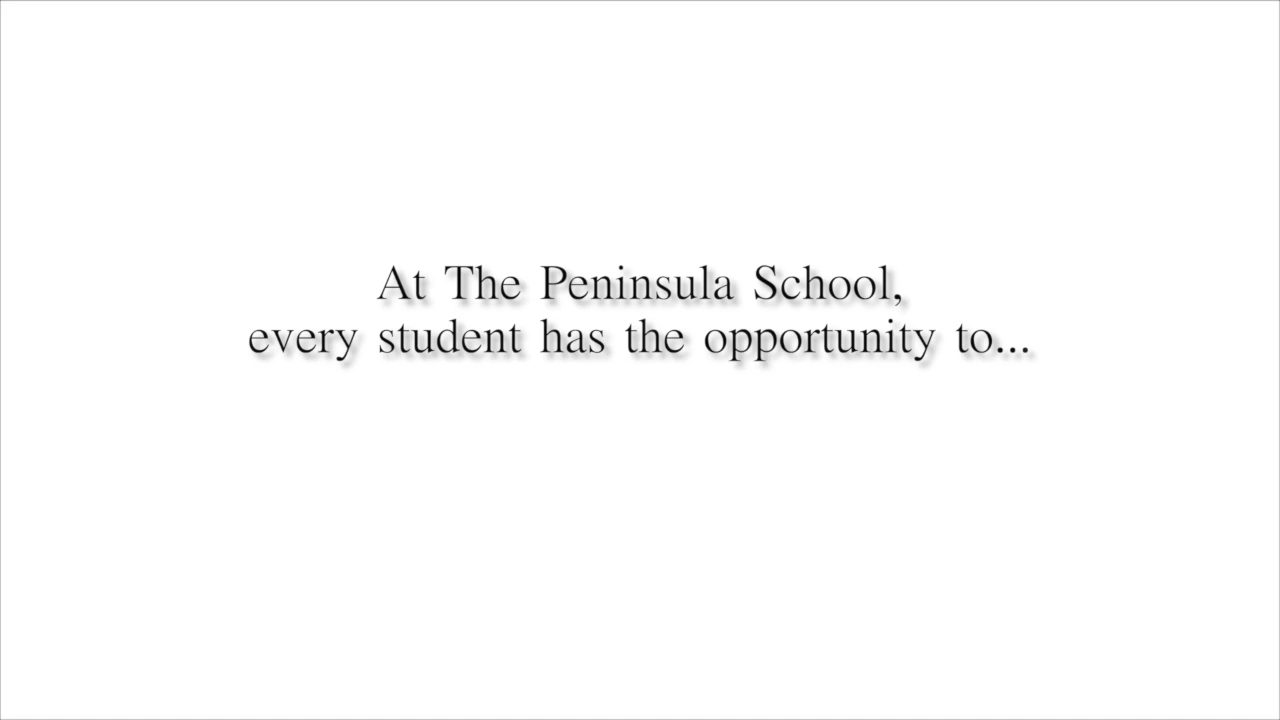 At The Peninsula School,
every student has the opportunity to...